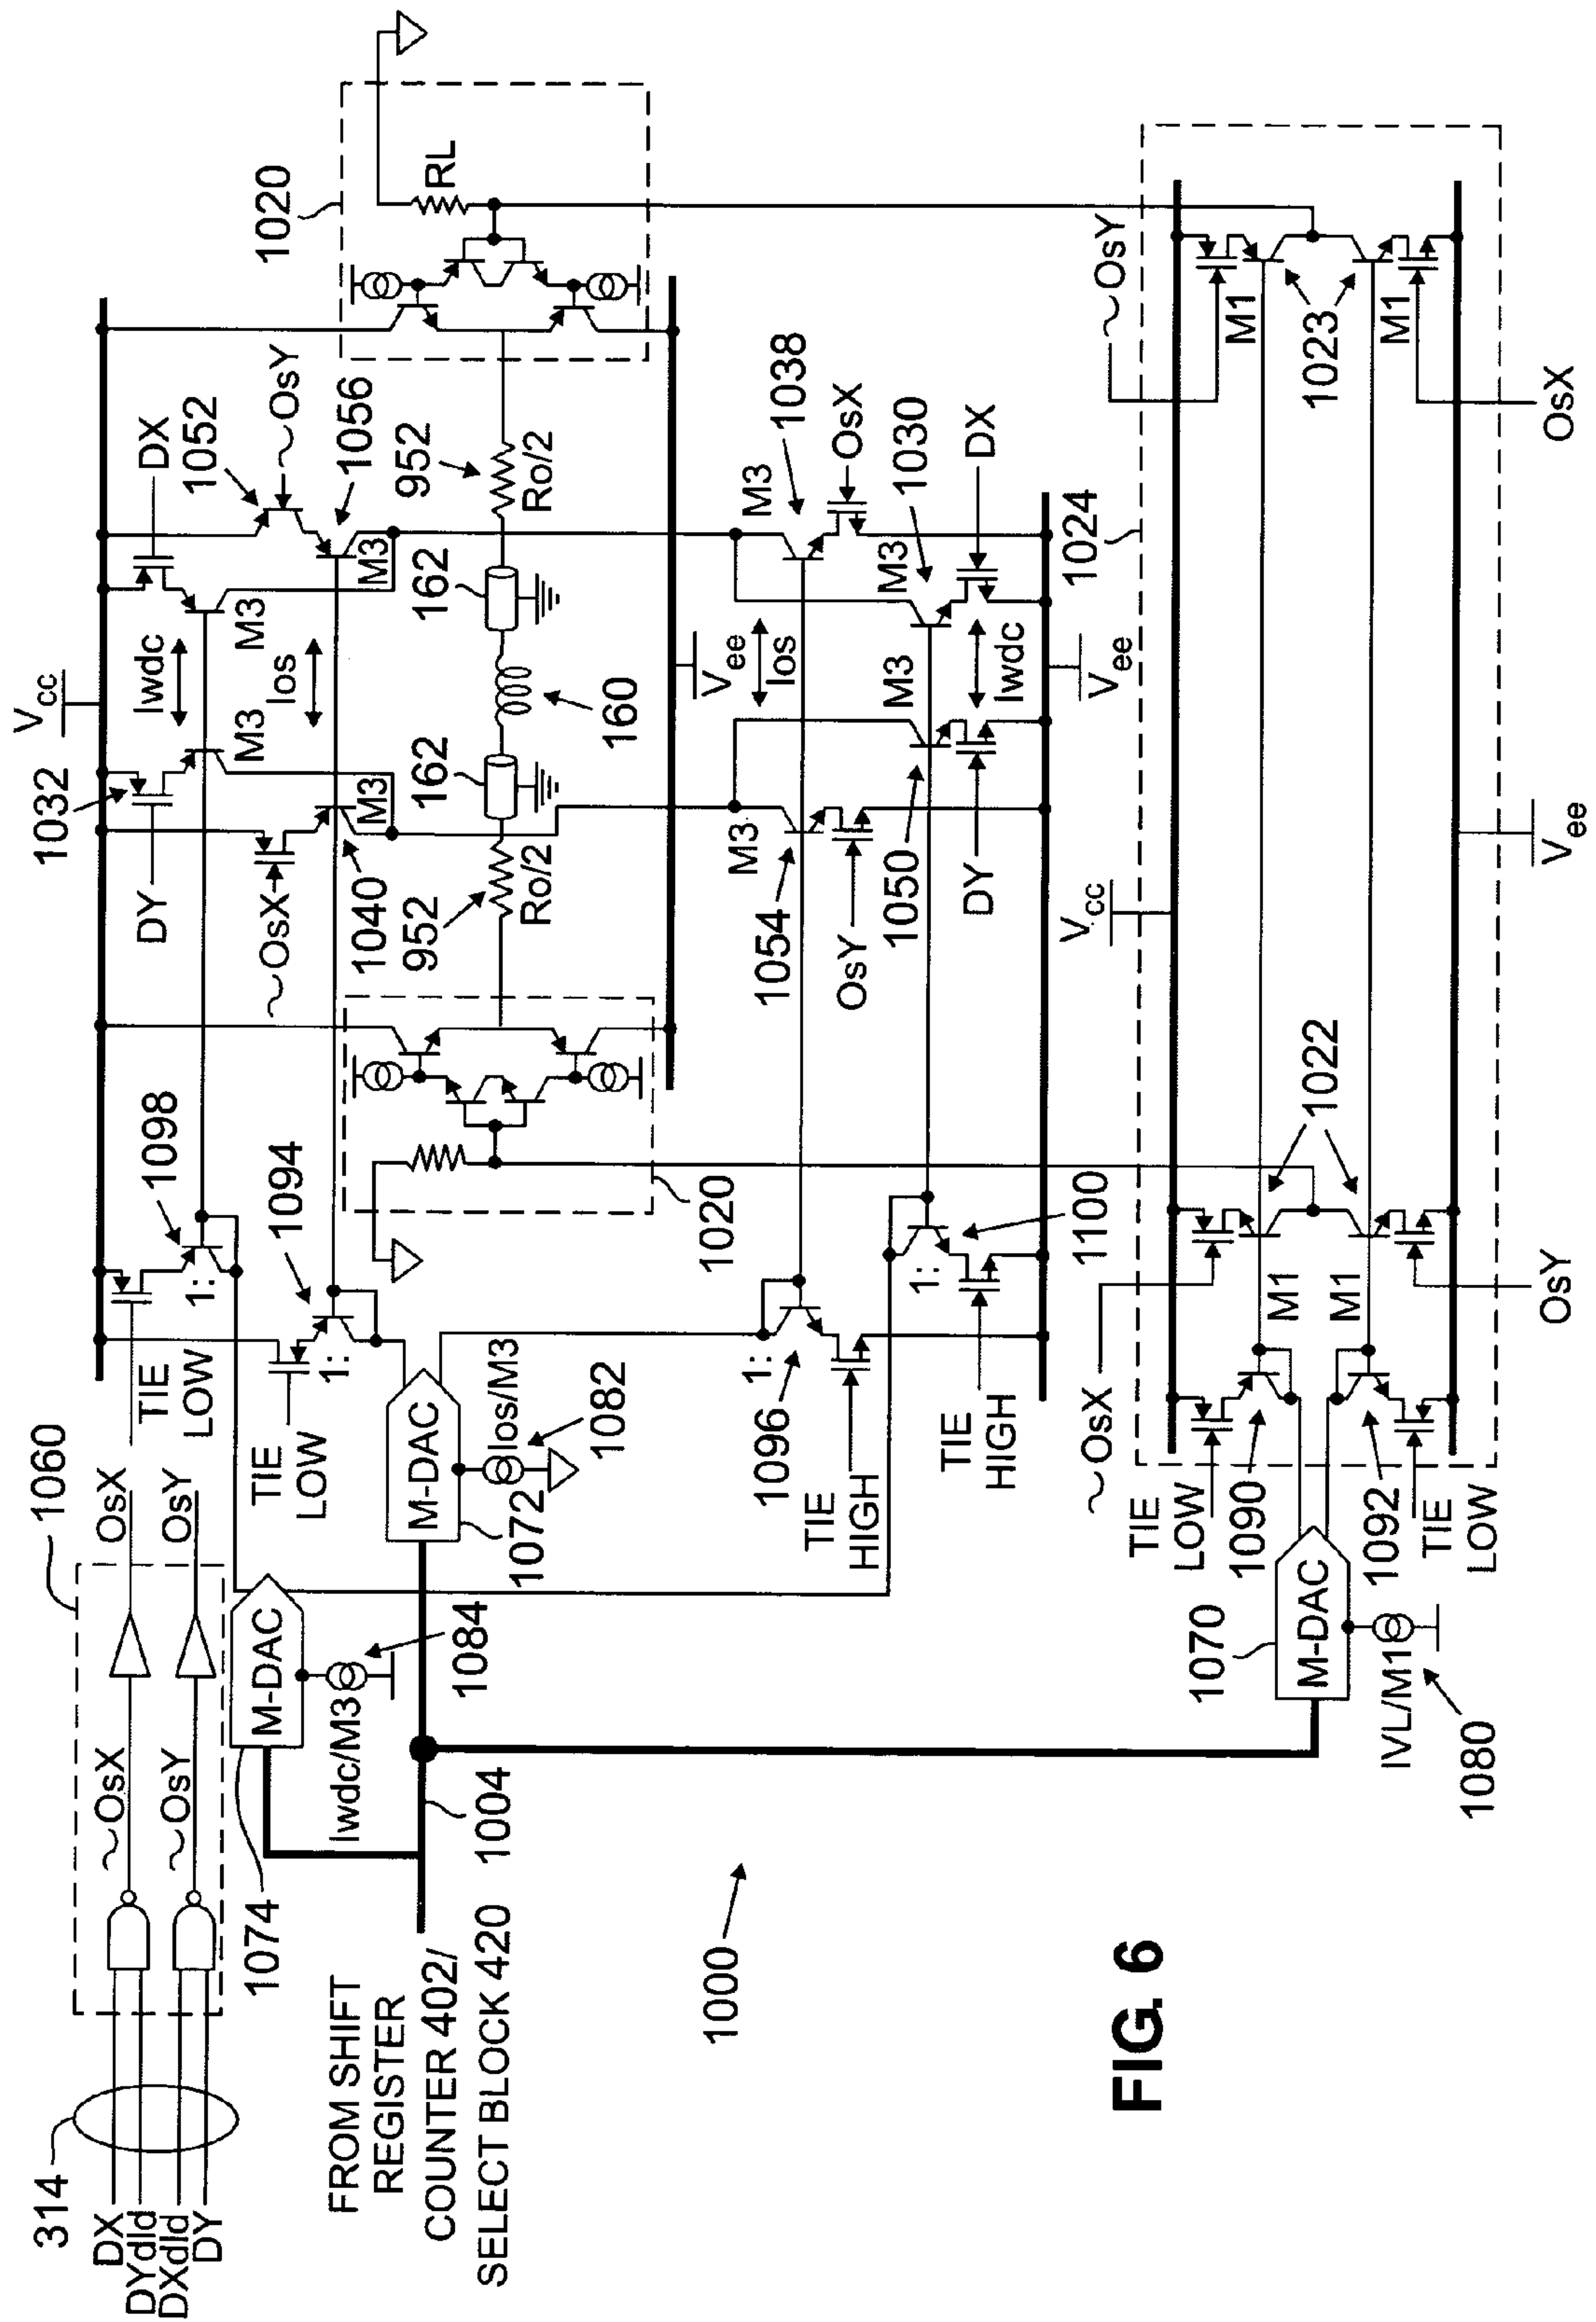 314
DX
DYdld
DXdld
DY
1060
~OsX
OsX
~OsY
OsY
1074
M-DAC
Iwdc/M3
1084
FROM SHIFT
REGISTER
COUNTER 402/
SELECT BLOCK 420
1004
1000
TIE
LOW
1098
1:
TIE
LOW
1094
1:
M-DAC
1072
Ios/M3
1082
1020
1096
1:
TIE
HIGH
1100
1:
TIE
HIGH
Vcc
1032
DY
~OsX
1040
M3
M3
Iwdc
Ios
M3
M3
DX
1052
~OsY
1056
952
Ro/2
162
160
162
952
Ro/2
1020
RL
Vee
Ios
1054
M3
OsY
1050
M3
DY
Iwdc
Vee
M3
1038
OsX
M3
1030
DX
1024
Vcc
Vee
~OsX
TIE
LOW
1090
1092
TIE
LOW
M-DAC
1070
IVL/M1
1080
M1
M1
1022
OsY
~OsY
M1
1023
M1
OsX
FIG. 6